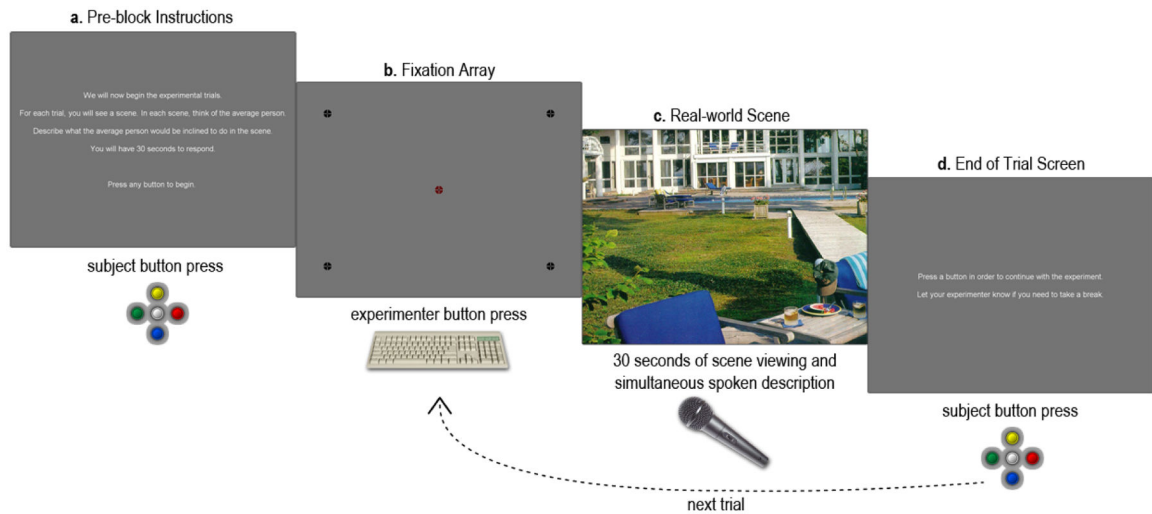 a. Pre-block Instructions
We will now begin the experimental trials.
For each trial, you will see a scene. In each scene, think of the average person.
Describe what the average person would be inclined to do in the scene.
You will have 30 seconds to respond.
Press any button to begin.
subject button press
b. Fixation Array
experimenter button press
c. Real-world Scene
30 seconds of scene viewing and
simultaneous spoken description
d. End of Trial Screen
Press a button in order to continue with the experiment.
Let your experimenter know if you need to take a break.
subject button press
next trial